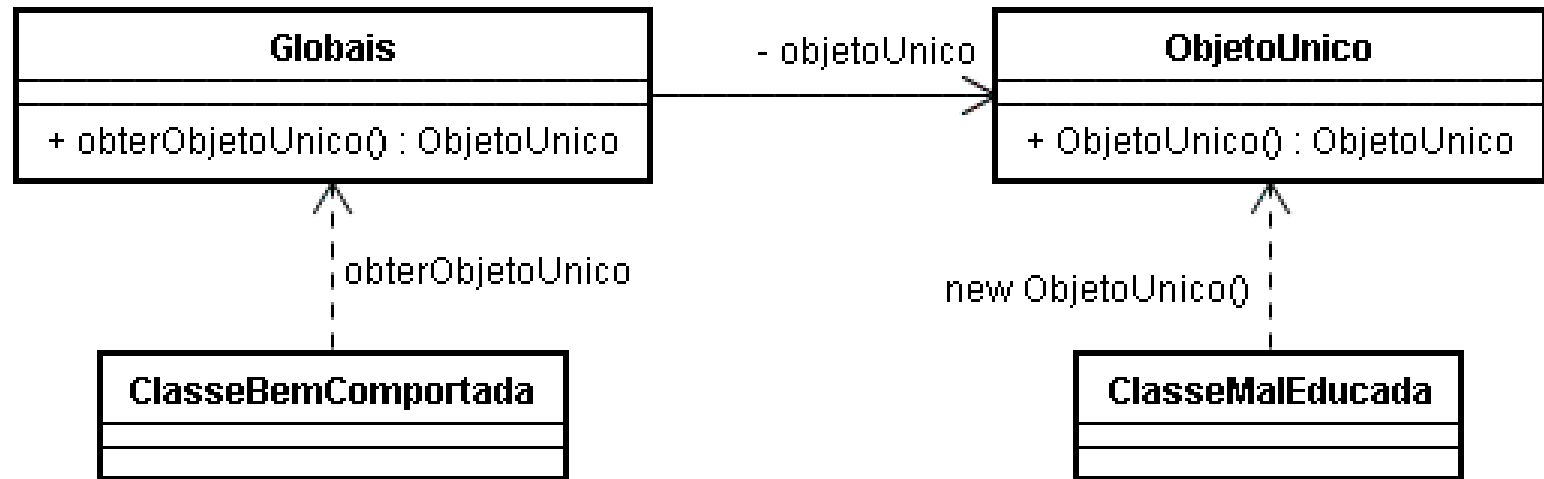 Globais
- objetoUnico
ObjetoUnico
+ obterObjetoUnico() : ObjetoUnico
+ ObjetoUnico() : ObjetoUnico
obterObjetoUnico
new ObjetoUnico()
ClasseBemComportada
ClasseMalEducada